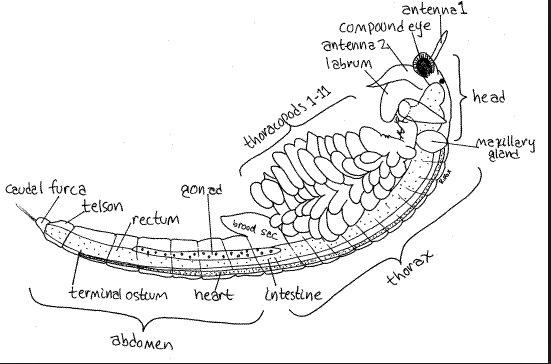 antenna 1
compound eye
antenna 2
labrum
thoracopods 1-11
head
maxillary
gland
caudal furca
telson
gonad
rectum
brood sac
thorax
terminal ostium
heart
intestine
abdomen